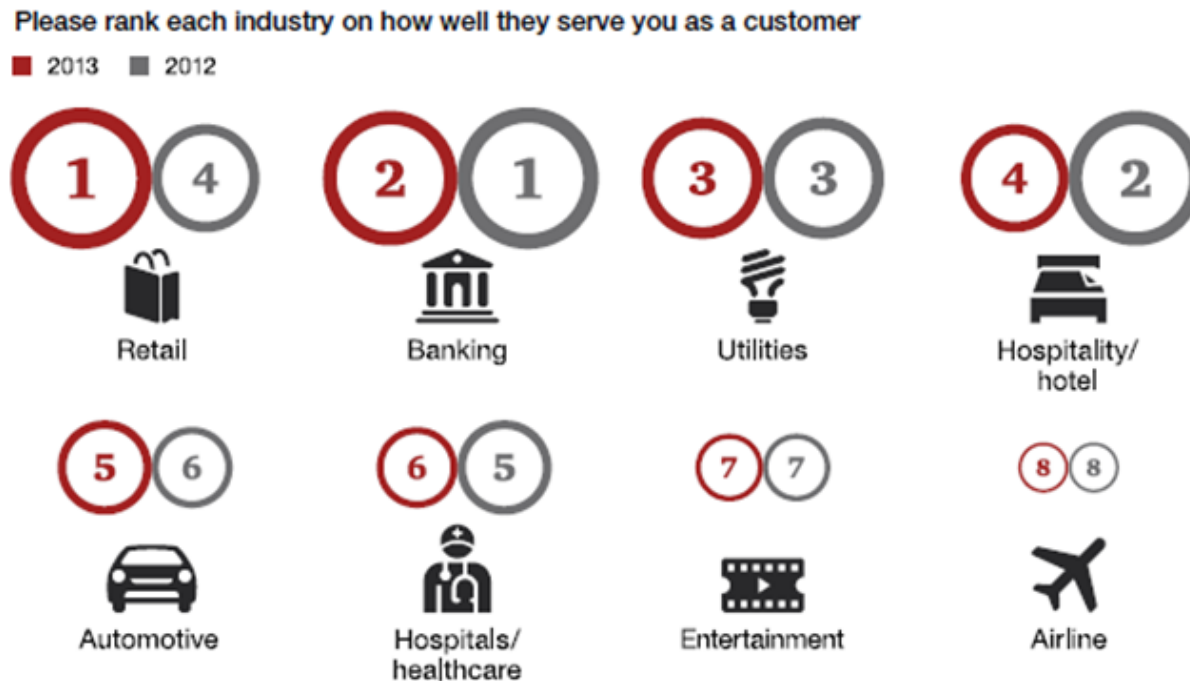 Please rank each industry on how well they serve you as a customer
2013 2012
1 4 2 1 3 3 4 2
Retail Banking Utilities Hospitality/
hotel
5 6 6 5 7 7 8 8
Automotive Hospitals/ Entertainment Airline
healthcare